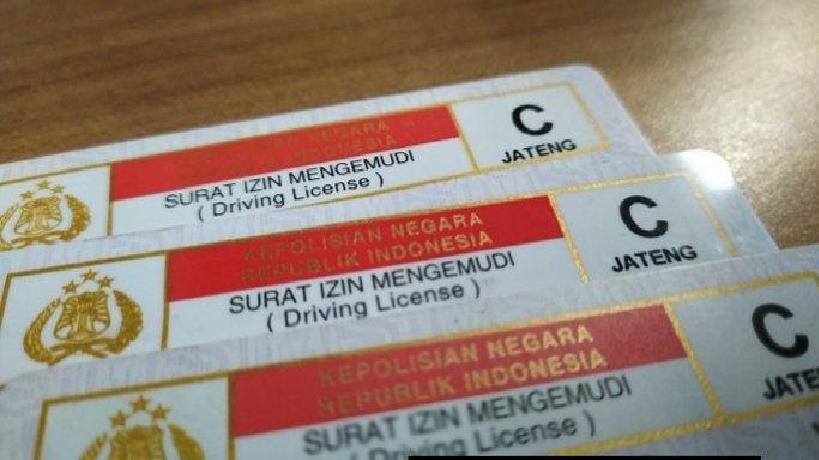 KEPOLISIAN NEGARA
REPUBLIK INDONESIA
SURAT IZIN MENGEMUDI
( Driving License )
C
JATENG
KEPOLISIAN NEGARA
REPUBLIK INDONESIA
SURAT IZIN MENGEMUDI
( Driving License )
C
JATENG
KEPOLISIAN NEGARA
REPUBLIK INDONESIA
SURAT IZIN MENGEMUDI
( Driving License )
C
JATE